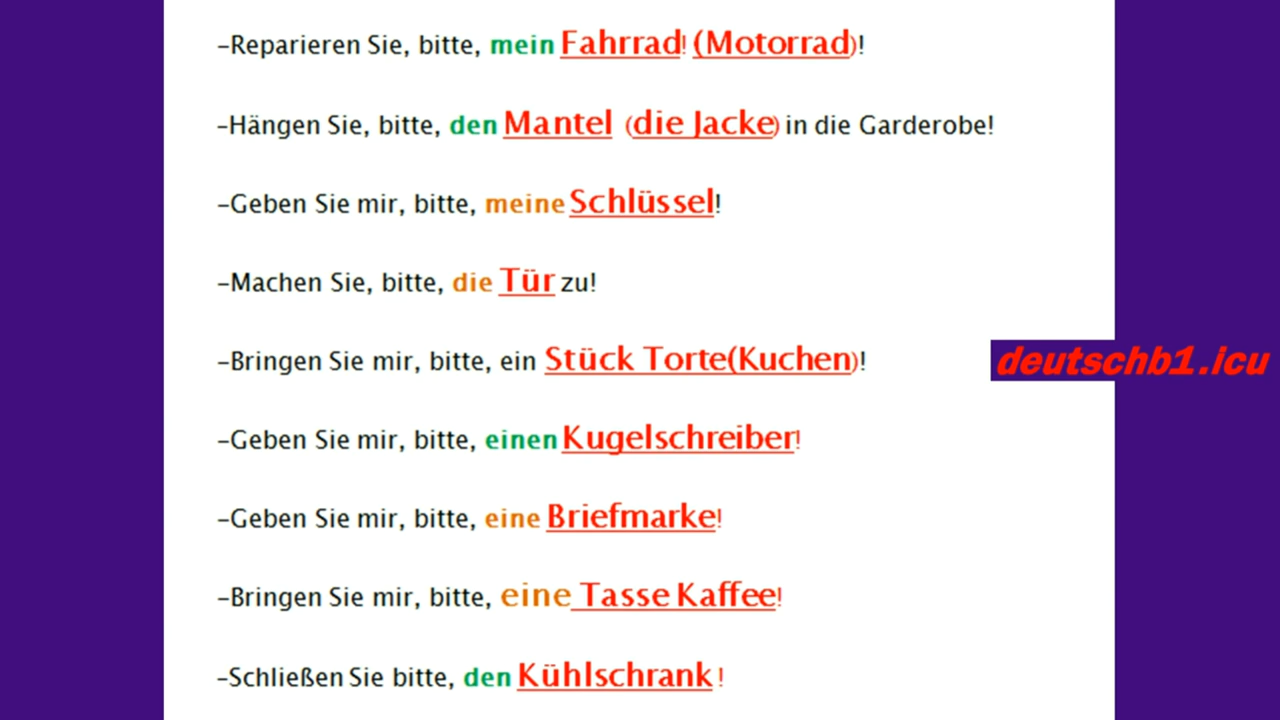 –Reparieren Sie, bitte, mein Fahrrad! (Motorrad)!
–Hängen Sie, bitte, den Mantel (die Jacke) in die Garderobe!
–Geben Sie mir, bitte, meine Schlüssel!
–Machen Sie, bitte, die Tür zu!
–Bringen Sie mir, bitte, ein Stück Torte(Kuchen)!
deutschb1.icu
–Geben Sie mir, bitte, einen Kugelschreiber!
–Geben Sie mir, bitte, eine Briefmarke!
–Bringen Sie mir, bitte, eine Tasse Kaffee!
–Schließen Sie bitte, den Kühlschrank !